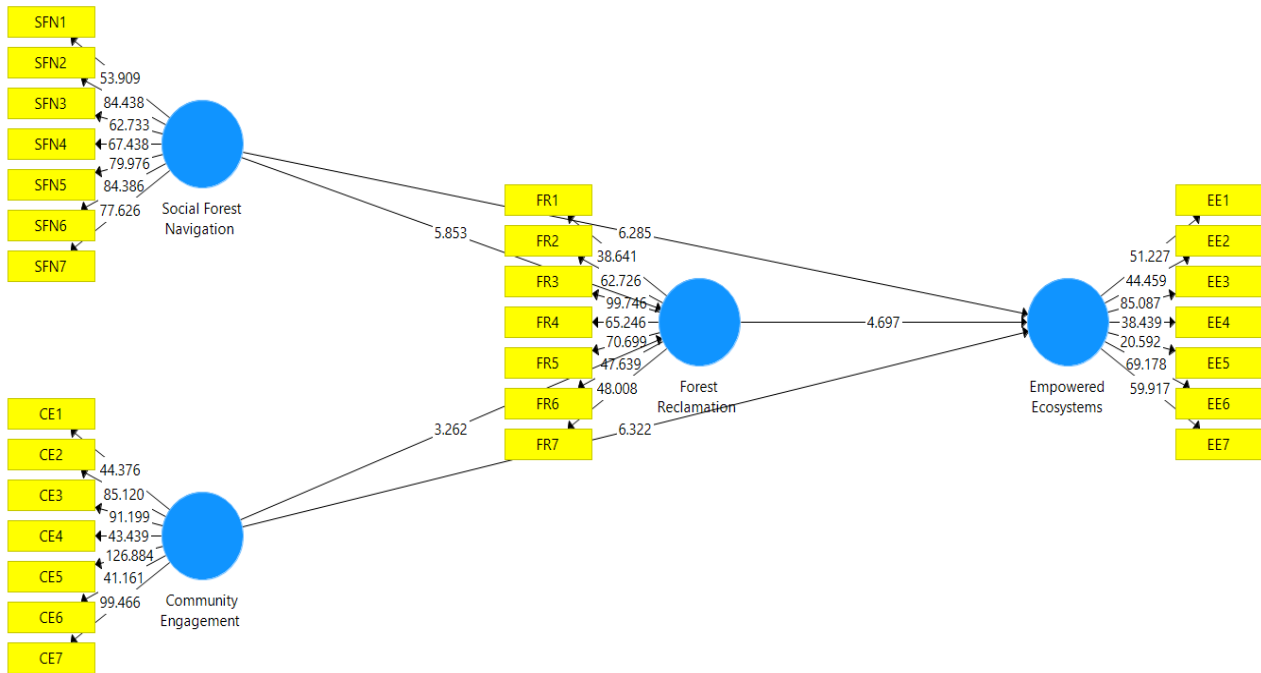 SFN1
SFN2
SFN3
SFN4
SFN5
SFN6
SFN7
53.909
84.438
62.733
67.438
79.976
84.386
77.626
Social Forest
Navigation
5.853
6.285
FR1
FR2
FR3
FR4
FR5
FR6
FR7
38.641
62.726
99.746
65.246
70.699
47.639
48.008
Forest
Reclamation
4.697
EE1
EE2
EE3
EE4
EE5
EE6
EE7
51.227
44.459
85.087
38.439
20.592
69.178
59.917
Empowered
Ecosystems
3.262
6.322
CE1
CE2
CE3
CE4
CE5
CE6
CE7
44.376
85.120
91.199
43.439
126.884
41.161
99.466
Community
Engagement